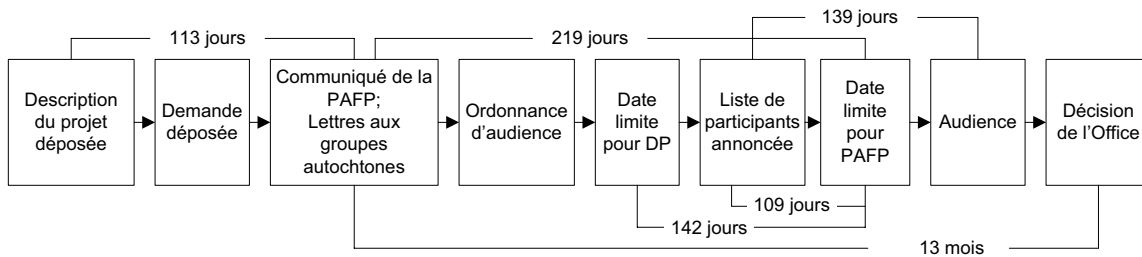 139 jours
113 jours
219 jours
Description
du projet
déposée
Demande
déposée
Communiqué de la
PAFP;
Lettres aux
groupes
autochtones
Ordonnance
d'audience
Date
limite
pour DP
Liste de
participants
annoncée
Date
limite
pour
PAFP
Audience
Décision
de l'Office
109 jours
142 jours
13 mois